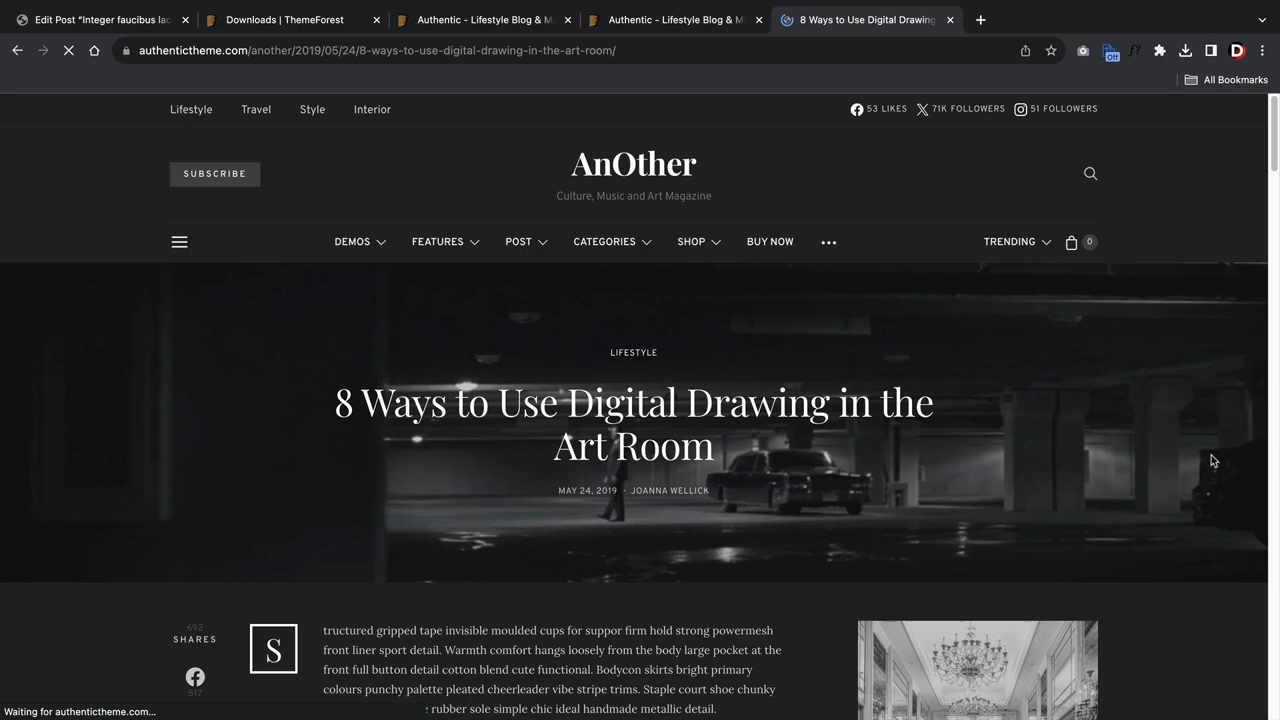 Edit Post “Integer faucibus lac
Downloads | ThemeForest
Authentic - Lifestyle Blog & Ma
Authentic - Lifestyle Blog & Ma
8 Ways to Use Digital Drawing
authentictheme.com/another/2019/05/24/8-ways-to-use-digital-drawing-in-the-art-room/
f?
Off
D
All Bookmarks
Lifestyle Travel Style Interior
53 LIKES 71K FOLLOWERS 51 FOLLOWERS
SUBSCRIBE
AnOther
Culture, Music and Art Magazine
DEMOS FEATURES POST CATEGORIES SHOP BUY NOW
TRENDING 0
LIFESTYLE
8 Ways to Use Digital Drawing in the
Art Room
MAY 24, 2019 · JOANNA WELLICK
692
SHARES
517
S
tructured gripped tape invisible moulded cups for suppor firm hold strong powermesh
front liner sport detail. Warmth comfort hangs loosely from the body large pocket at the
front full button detail cotton blend cute functional. Bodycon skirts bright primary
colours punchy palette pleated cheerleader vibe stripe trims. Staple court shoe chunky
rubber sole simple chic ideal handmade metallic detail.
Waiting for authentictheme.com...